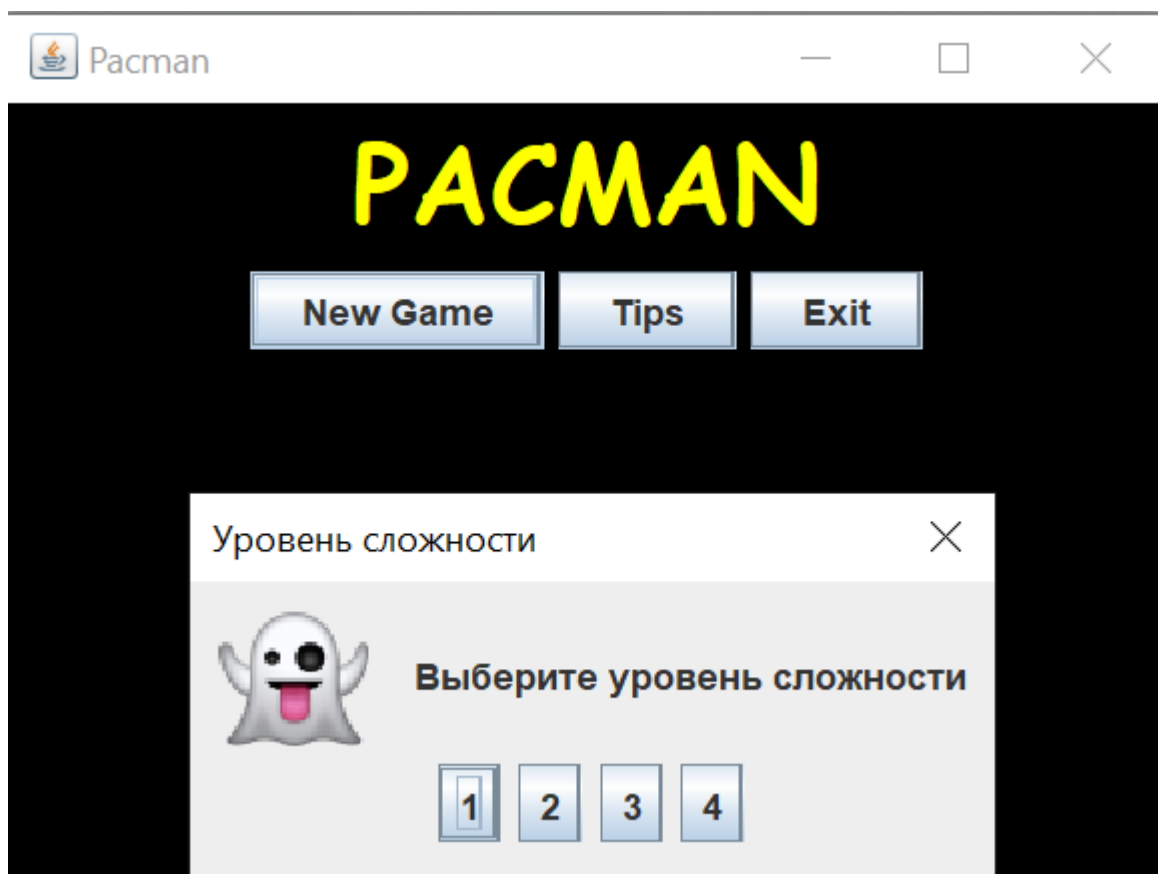 Pacman
PACMAN
New Game Tips Exit
Уровень сложности
Выберите уровень сложности
1 2 3 4